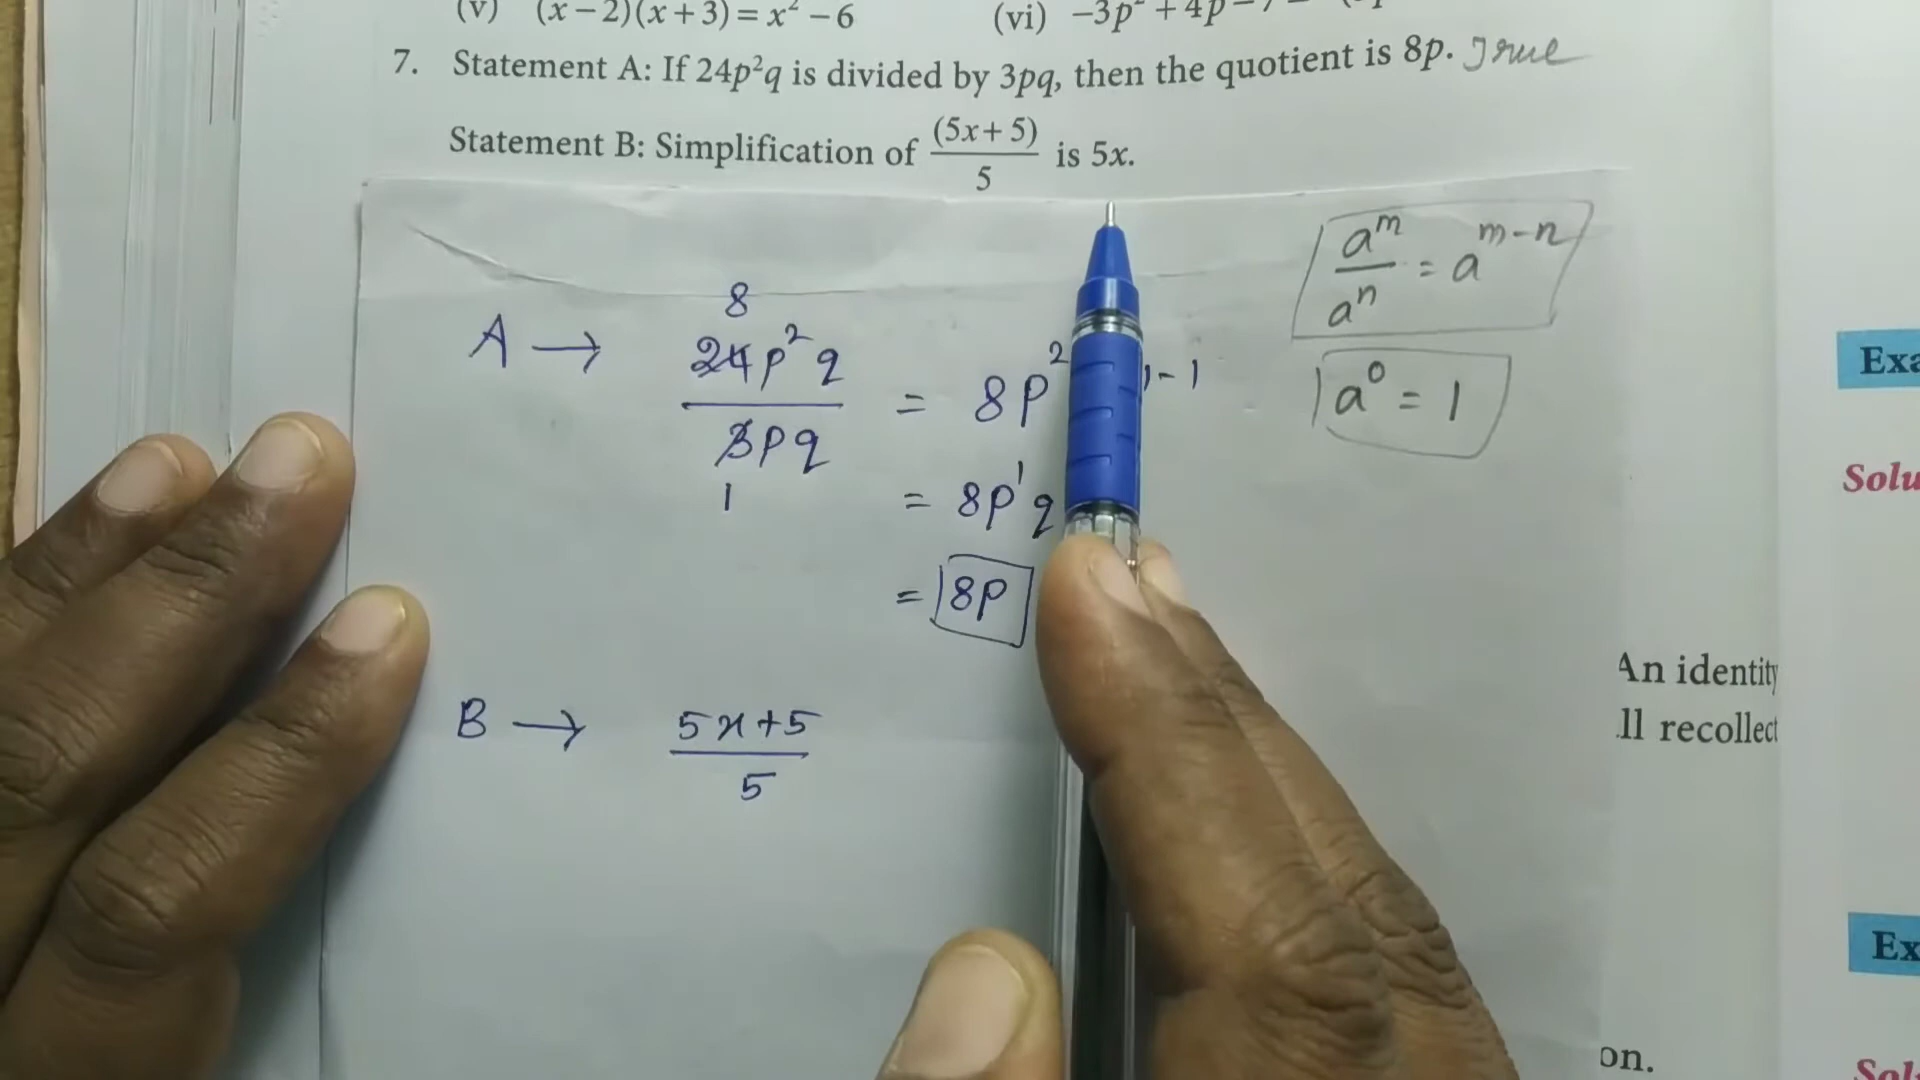 (v) (x − 2)(x + 3) = x² − 6 (vi) −3p² + 4p
7. Statement A: If 24p²q is divided by 3pq, then the quotient is 8p. True
Statement B: Simplification of (5x + 5)/5 is 5x.
aᵐ/aⁿ = aᵐ⁻ⁿ
a⁰ = 1
A → 24p²q/3pq = 8p² 1-1
8
1
= 8p¹q
= 8p
B → 5x+5/5
Exa
Solu
An identity
ll recollect
Ex
on.
Sol